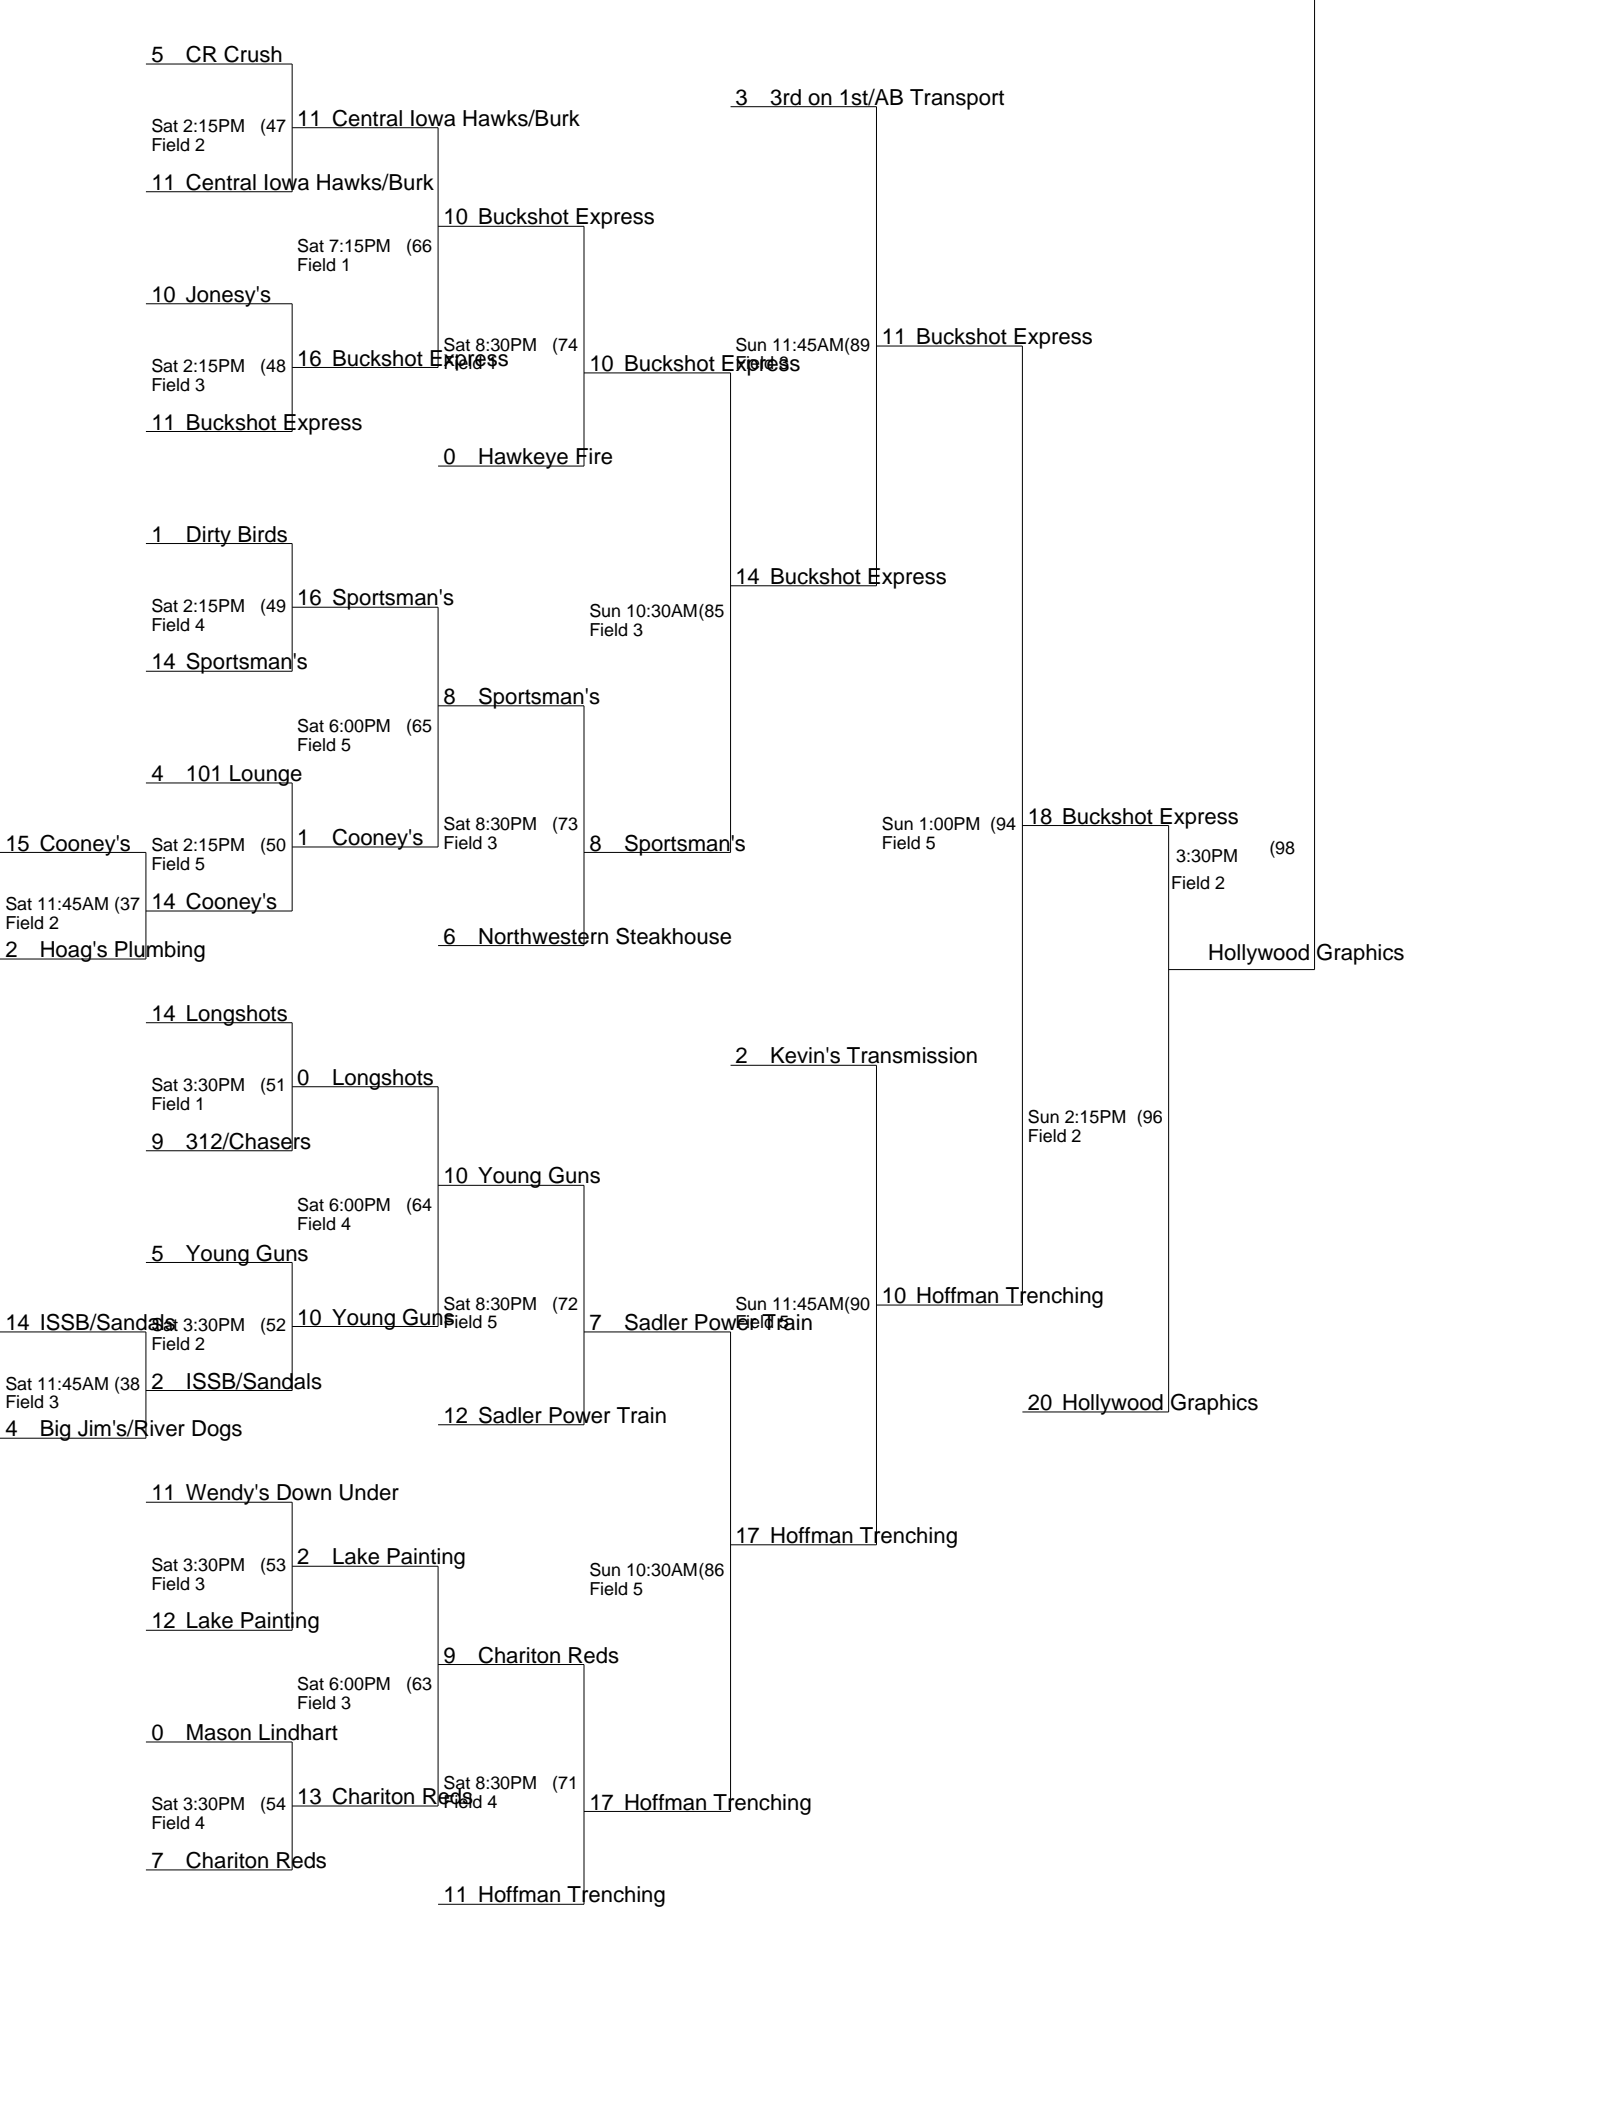 5 CR Crush
3 3rd on 1st/AB Transport
11 Central Iowa Hawks/Burk
Sat 2:15PM (47
Field 2
11 Central Iowa Hawks/Burk
10 Buckshot Express
Sat 7:15PM (66
Field 1
10 Jonesy's
11 Buckshot Express
Sat 8:30PM (74
Field 1
Sun 11:45AM(89
Field 3
16 Buckshot Express
10 Buckshot Express
Sat 2:15PM (48
Field 3
11 Buckshot Express
0 Hawkeye Fire
1 Dirty Birds
14 Buckshot Express
16 Sportsman's
Sat 2:15PM (49
Field 4
Sun 10:30AM(85
Field 3
14 Sportsman's
8 Sportsman's
Sat 6:00PM (65
Field 5
4 101 Lounge
18 Buckshot Express
Sat 8:30PM (73
Field 3
Sun 1:00PM (94
Field 5
15 Cooney's
Sat 2:15PM (50
Field 5
1 Cooney's
8 Sportsman's
3:30PM (98
Field 2
Sat 11:45AM (37
Field 2
14 Cooney's
2 Hoag's Plumbing
6 Northwestern Steakhouse
Hollywood Graphics
14 Longshots
2 Kevin's Transmission
0 Longshots
Sat 3:30PM (51
Field 1
Sun 2:15PM (96
Field 2
9 312/Chasers
10 Young Guns
Sat 6:00PM (64
Field 4
5 Young Guns
10 Hoffman Trenching
Sat 8:30PM (72
Field 5
Sun 11:45AM(90
Field 5
14 ISSB/Sandals
Sat 3:30PM (52
Field 2
10 Young Guns
7 Sadler Power Train
Sat 11:45AM (38
Field 3
2 ISSB/Sandals
20 Hollywood Graphics
4 Big Jim's/River Dogs
12 Sadler Power Train
11 Wendy's Down Under
17 Hoffman Trenching
2 Lake Painting
Sat 3:30PM (53
Field 3
Sun 10:30AM(86
Field 5
12 Lake Painting
9 Chariton Reds
Sat 6:00PM (63
Field 3
0 Mason Lindhart
Sat 8:30PM (71
Field 4
13 Chariton Reds
17 Hoffman Trenching
Sat 3:30PM (54
Field 4
7 Chariton Reds
11 Hoffman Trenching